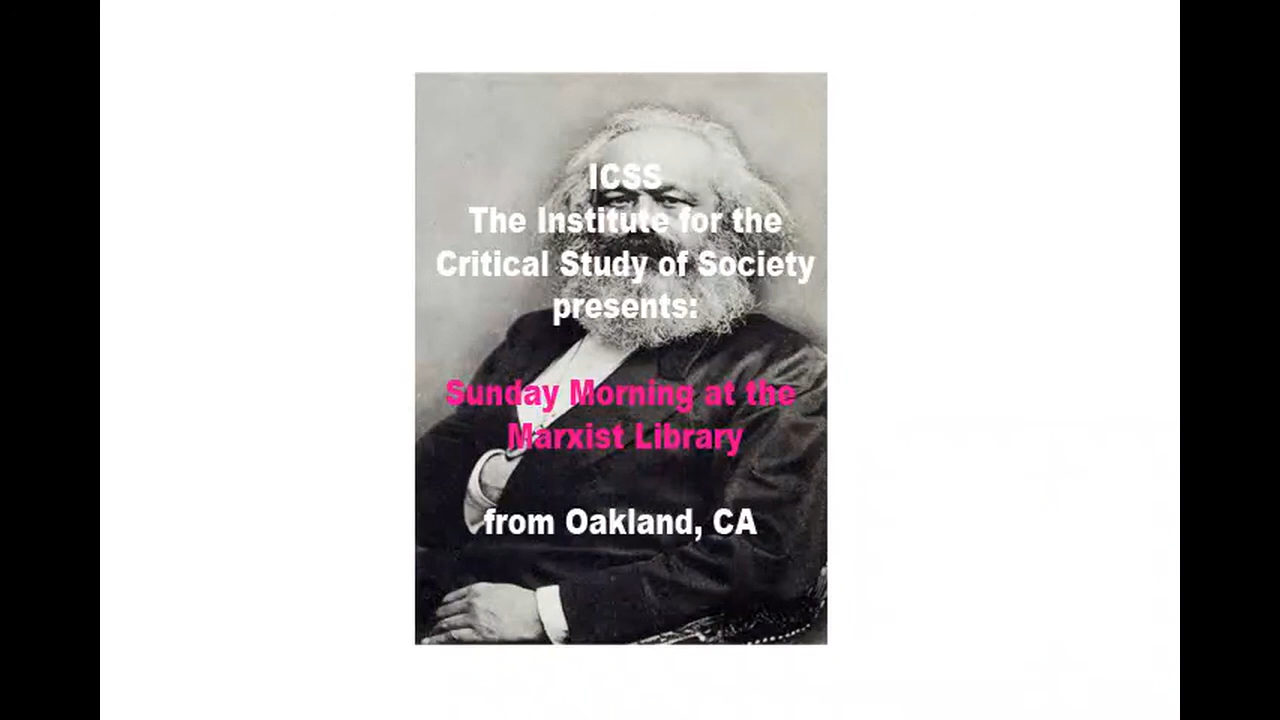 ICSS
The Institute for the
Critical Study of Society
presents:
Sunday Morning at the
Marxist Library
from Oakland, CA